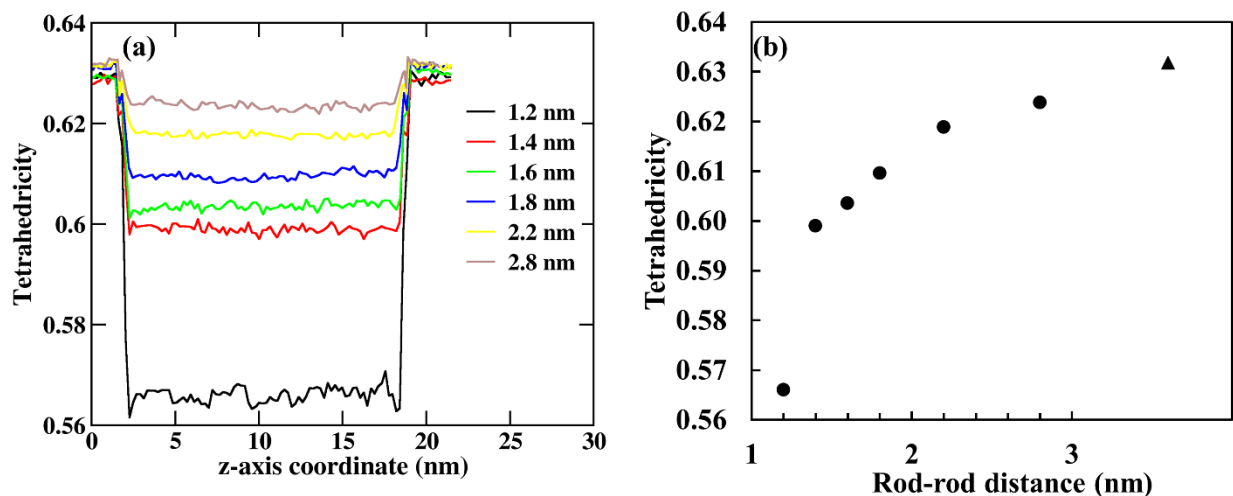 (a)
Tetrahedricity
0.64
0.62
0.6
0.58
0.56
0 5 10 15 20 25 30
z-axis coordinate (nm)
1.2 nm
1.4 nm
1.6 nm
1.8 nm
2.2 nm
2.8 nm
(b)
Tetrahedricity
0.64
0.63
0.62
0.61
0.60
0.59
0.58
0.57
0.56
1 2 3
Rod-rod distance (nm)